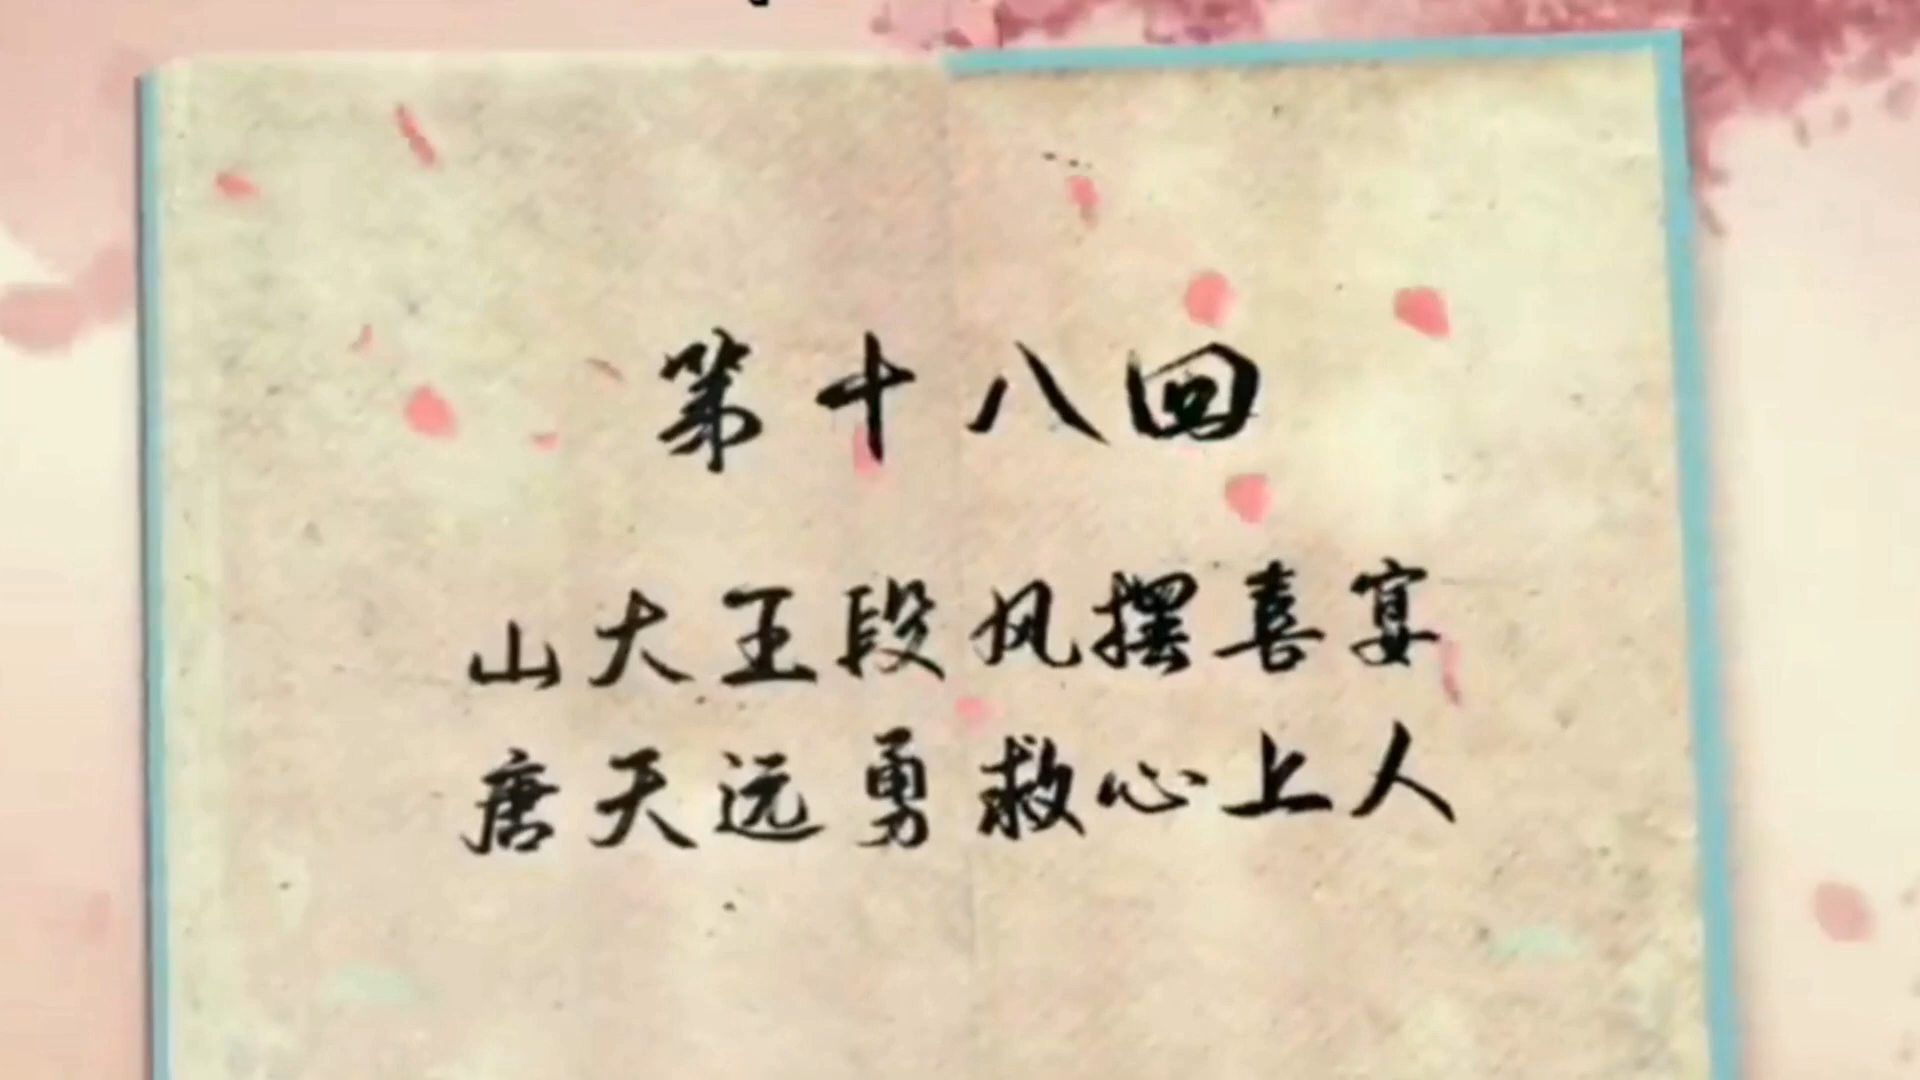 第十八回
山大王段风摆喜宴
唐天远勇救心上人